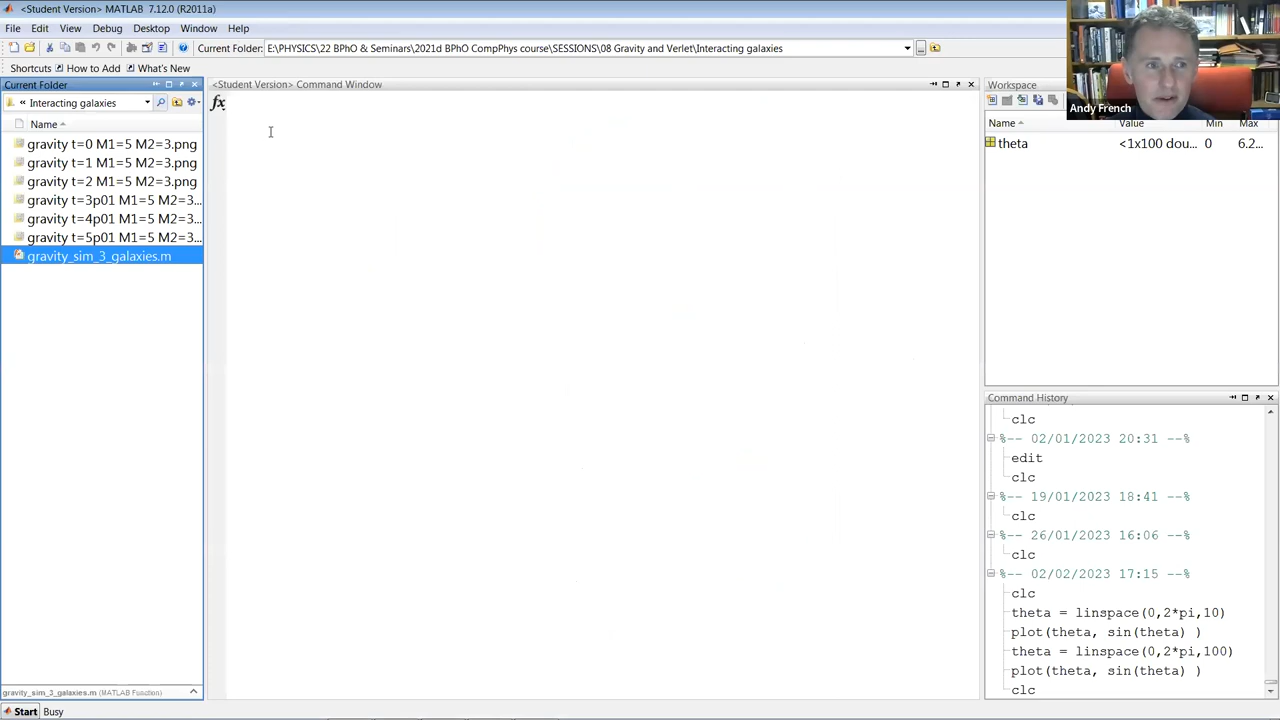 <Student Version> MATLAB 7.12.0 (R2011a)
File Edit View Debug Desktop Window Help
Current Folder: E:\PHYSICS\22 BPhO & Seminars\2021d BPhO CompPhys course\SESSIONS\08 Gravity and Verlet\Interacting galaxies
Shortcuts How to Add What's New
Current Folder
« Interacting galaxies
Name
gravity t=0 M1=5 M2=3.png
gravity t=1 M1=5 M2=3.png
gravity t=2 M1=5 M2=3.png
gravity t=3p01 M1=5 M2=3...
gravity t=4p01 M1=5 M2=3...
gravity t=5p01 M1=5 M2=3...
gravity_sim_3_galaxies.m
gravity_sim_3_galaxies.m (MATLAB Function)
Start Busy
<Student Version> Command Window
fx
Workspace
Name Value Min Max
theta <1x100 dou... 0 6.2...
Andy French
Command History
clc
%-- 02/01/2023 20:31 --%
edit
clc
%-- 19/01/2023 18:41 --%
clc
%-- 26/01/2023 16:06 --%
clc
%-- 02/02/2023 17:15 --%
clc
theta = linspace(0,2*pi,10)
plot(theta, sin(theta) )
theta = linspace(0,2*pi,100)
plot(theta, sin(theta) )
clc